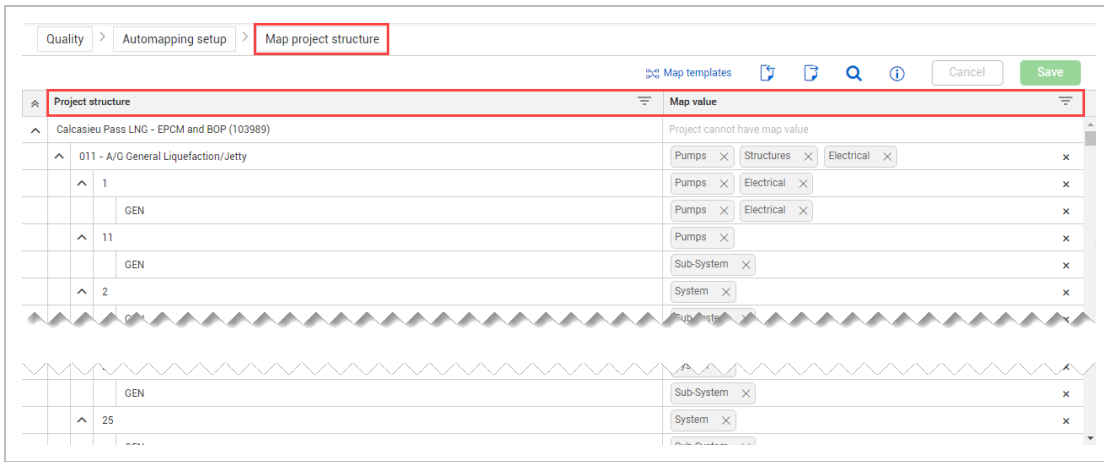 Quality > Automapping setup > Map project structure
Map templates Cancel Save
Project structure Map value
Calcasieu Pass LNG - EPCM and BOP (103989) Project cannot have map value
011 - A/G General Liquefaction/Jetty Pumps Structures Electrical
1 Pumps Electrical
GEN Pumps Electrical
11 Pumps
GEN Sub-System
2 System
GEN Sub-System
25 System